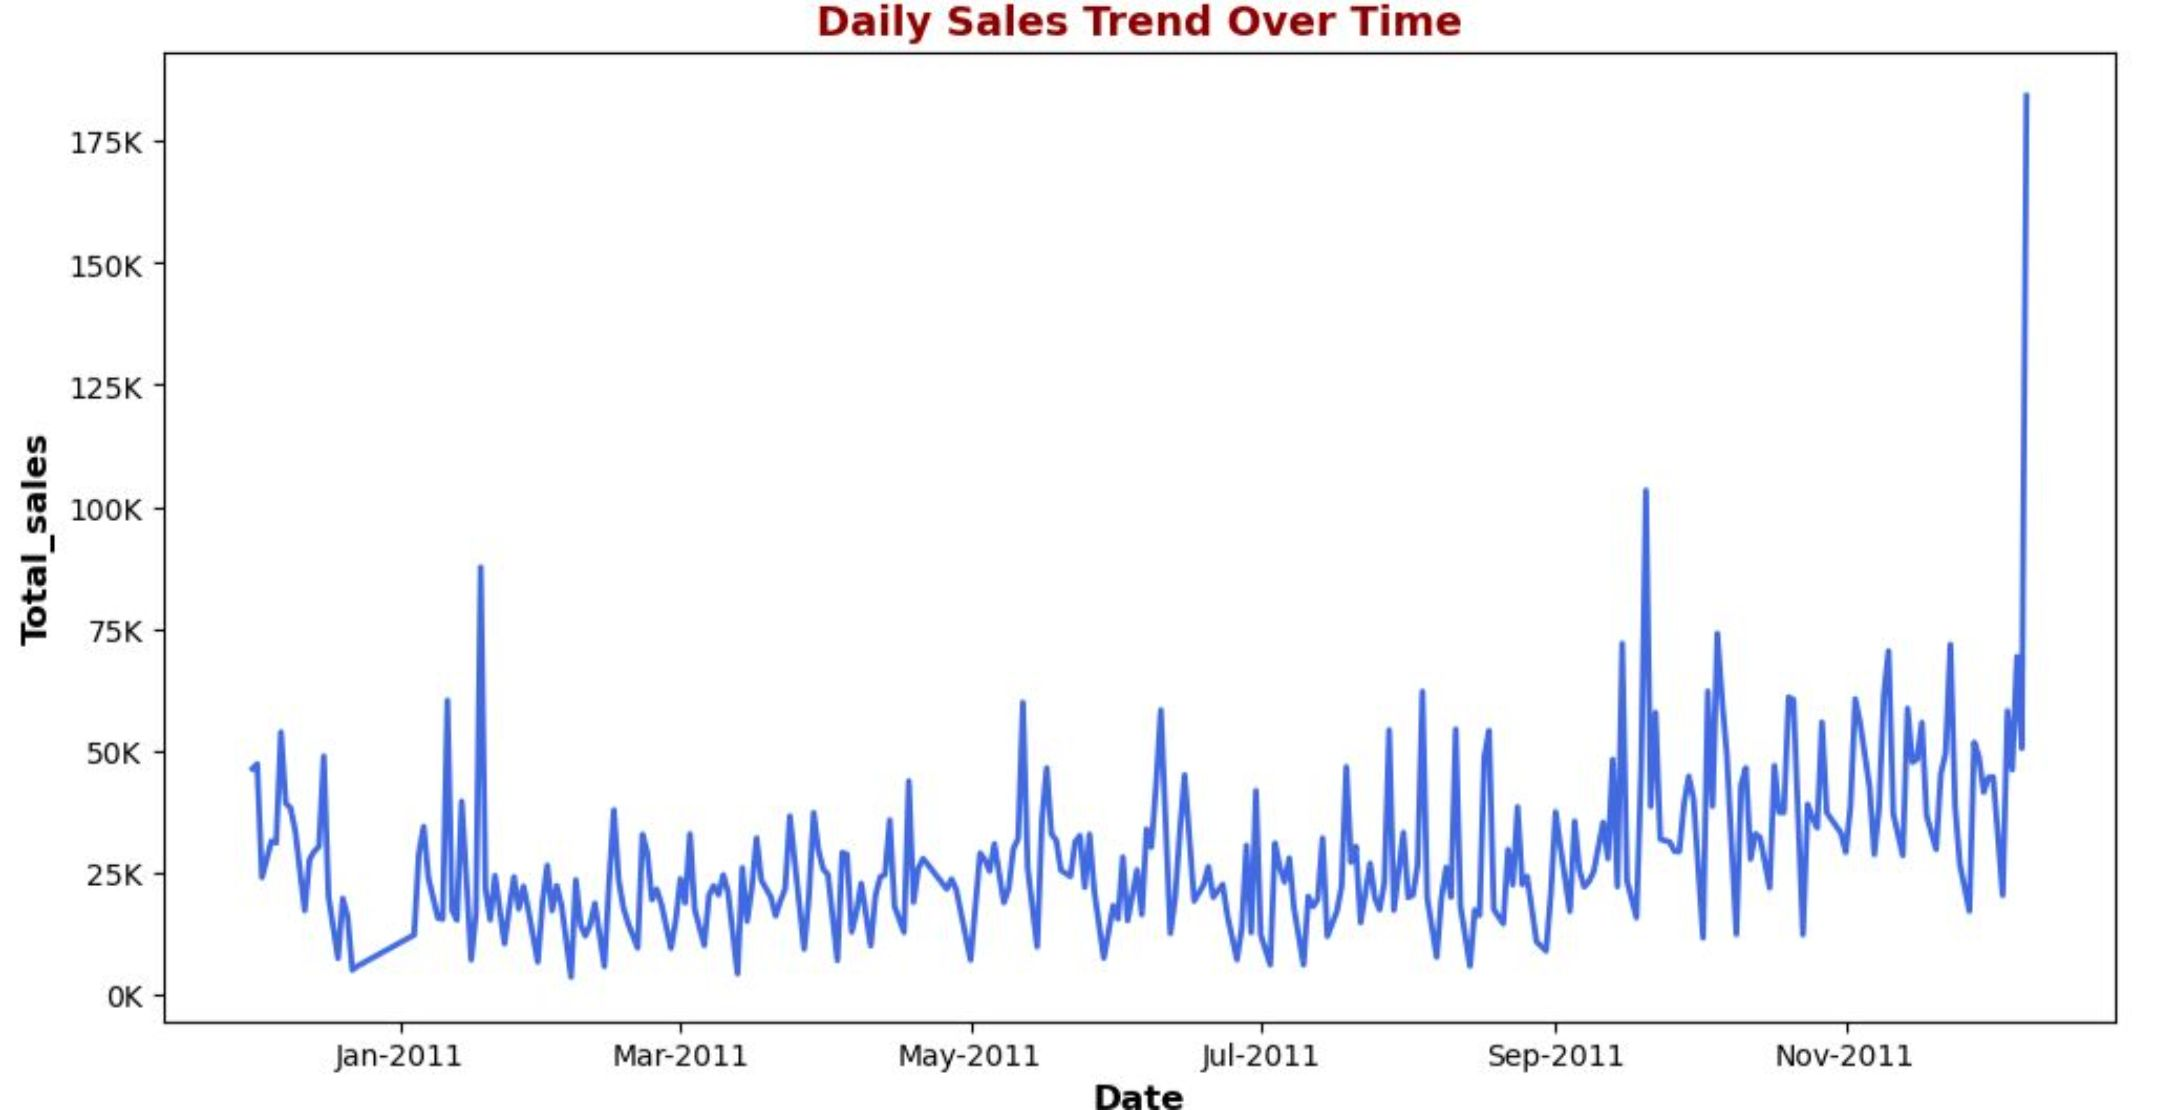 Daily Sales Trend Over Time
Total_sales
175K
150K
125K
100K
75K
50K
25K
0K
Jan-2011 Mar-2011 May-2011 Jul-2011 Sep-2011 Nov-2011
Date